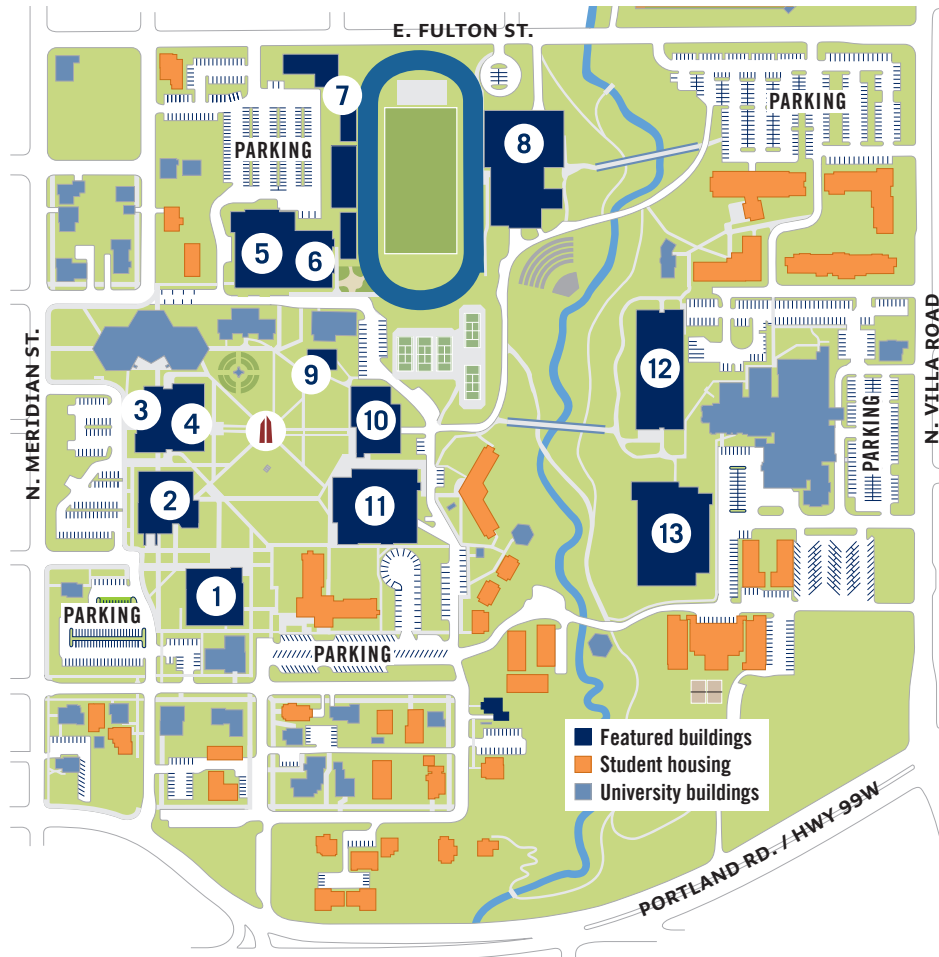 E. FULTON ST.
7
PARKING
8
PARKING
5
6
N. MERIDIAN ST.
N. VILLA ROAD
9
12
3
4
10
PARKING
2
11
13
1
PARKING
PARKING
Featured buildings
Student housing
University buildings
PORTLAND RD. / HWY 99W